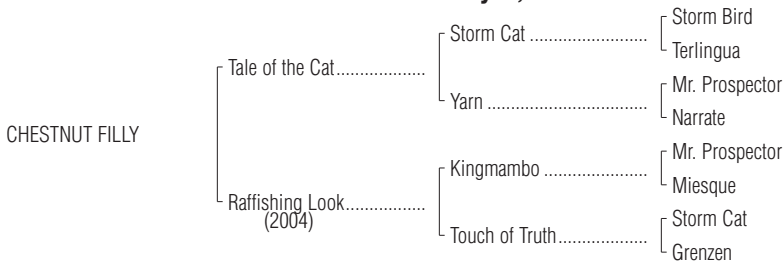 Storm Bird
Storm Cat ........................
Terlingua
Tale of the Cat...................
Mr. Prospector
Yarn .................................
Narrate
CHESTNUT FILLY
Mr. Prospector
Kingmambo ......................
Miesque
Raffishing Look.................
(2004)
Storm Cat
Touch of Truth...................
Grenzen